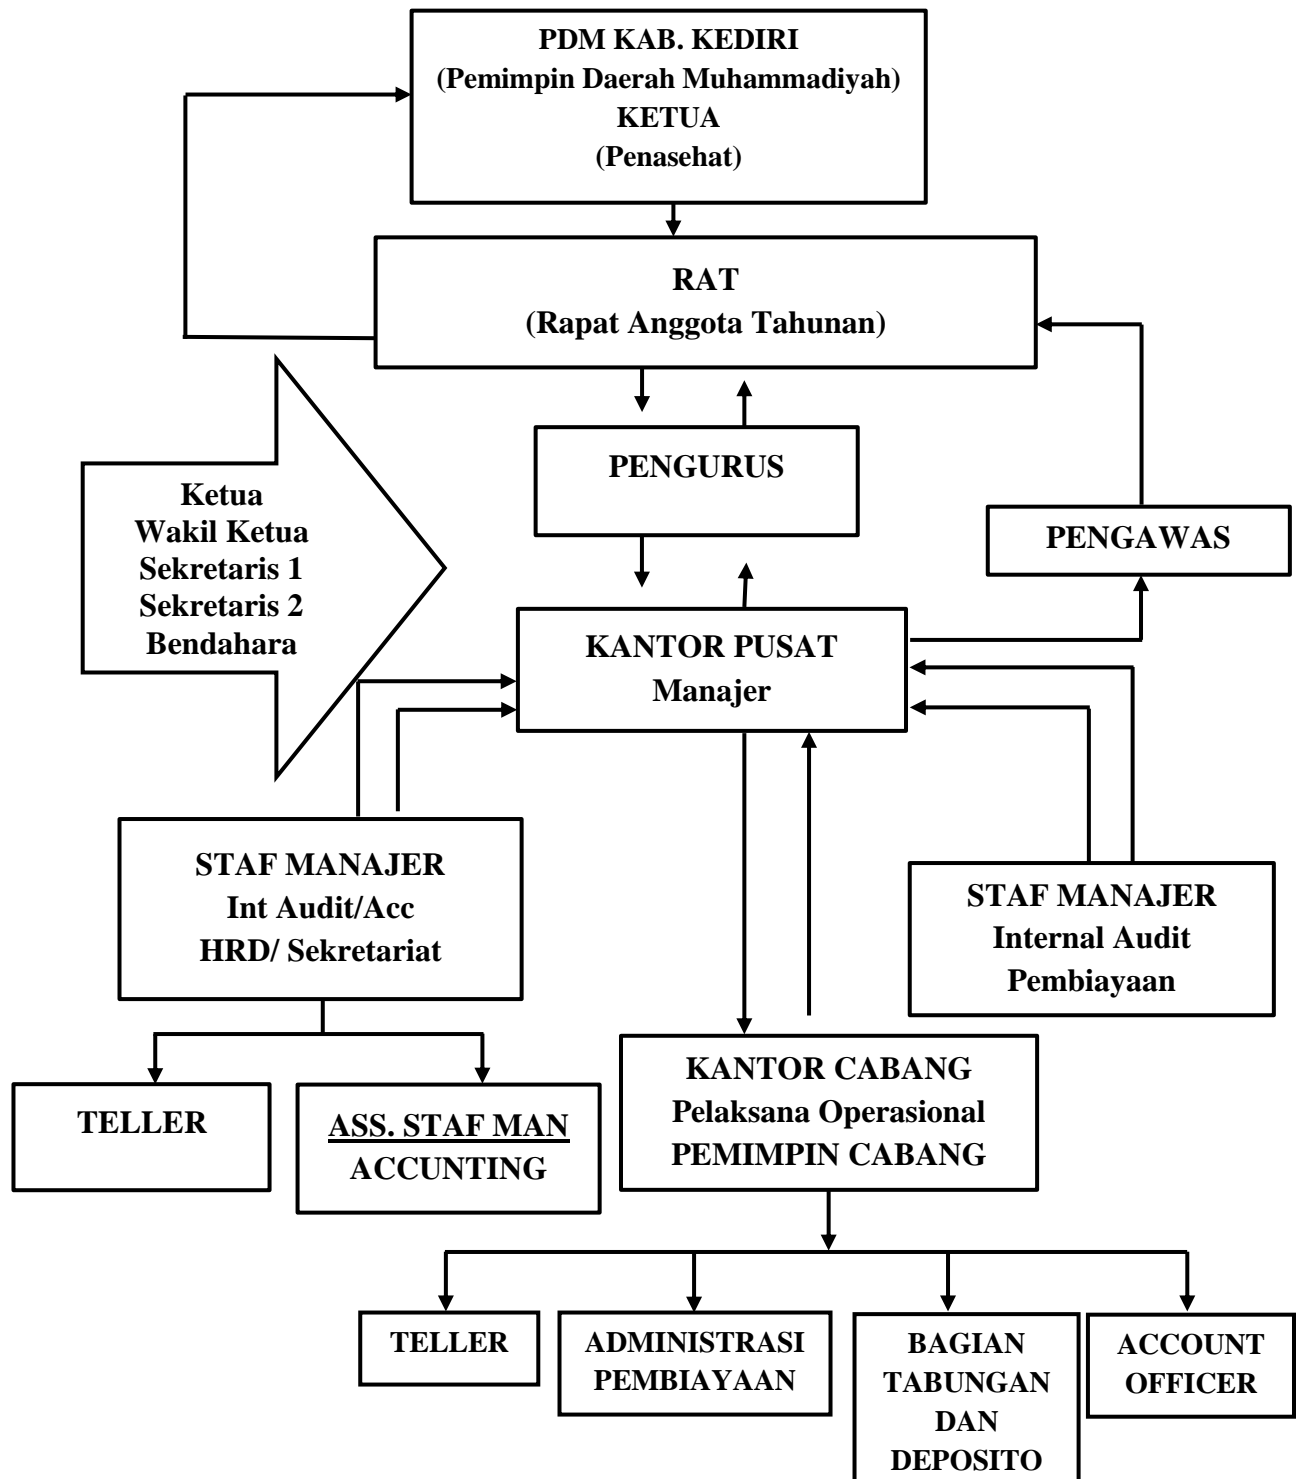 PDM KAB. KEDIRI
(Pemimpin Daerah Muhammadiyah)
KETUA
(Penasehat)
RAT
(Rapat Anggota Tahunan)
PENGURUS
Ketua
Wakil Ketua
Sekretaris 1
Sekretaris 2
Bendahara
PENGAWAS
KANTOR PUSAT
Manajer
STAF MANAJER
Int Audit/Acc
HRD/ Sekretariat
STAF MANAJER
Internal Audit
Pembiayaan
TELLER
ASS. STAF MAN
ACCUNTING
KANTOR CABANG
Pelaksana Operasional
PEMIMPIN CABANG
TELLER
ADMINISTRASI
PEMBIAYAAN
BAGIAN
TABUNGAN
DAN
DEPOSITO
ACCOUNT
OFFICER